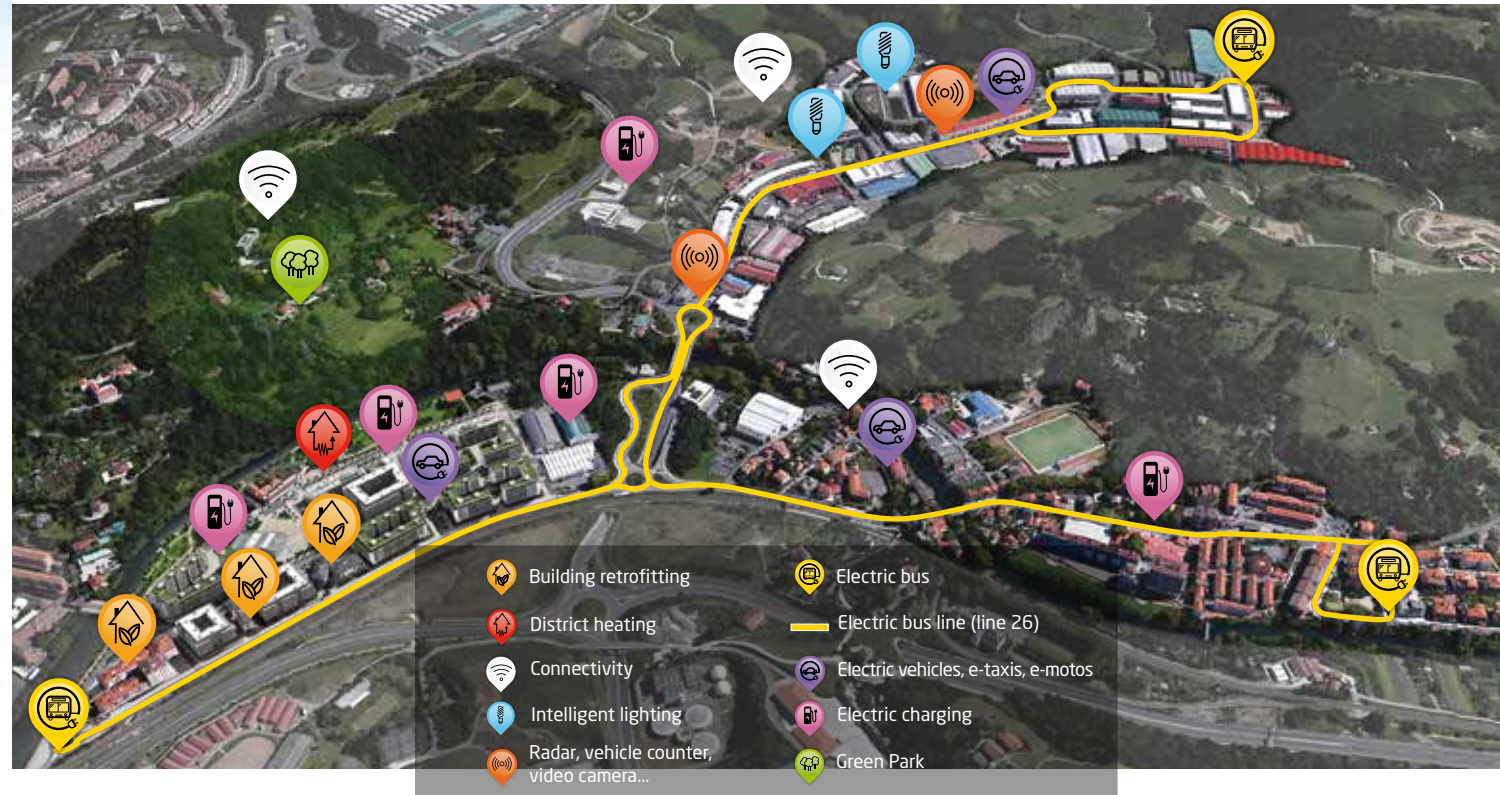 Building retrofitting
District heating
Connectivity
Intelligent lighting
Radar, vehicle counter,
video camera...
Electric bus
Electric bus line (line 26)
Electric vehicles, e-taxis, e-motos
Electric charging
Green Park